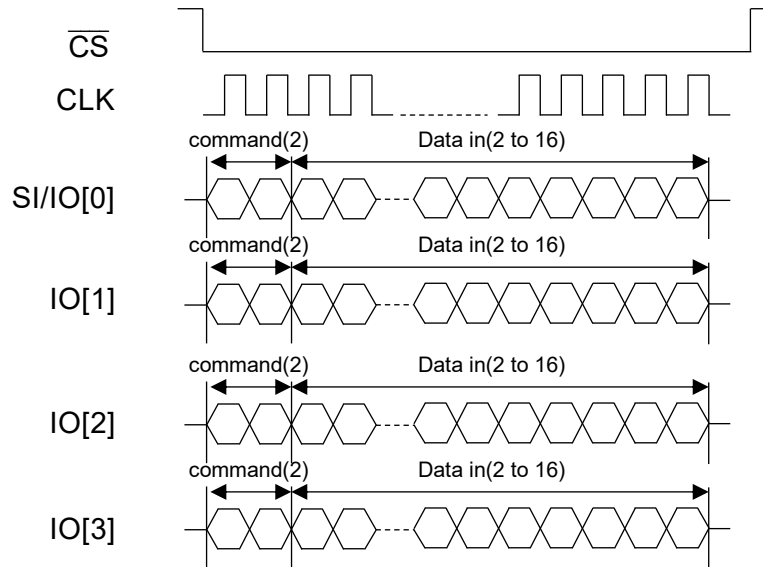 C̅S̅
CLK
command(2) Data in(2 to 16)
SI/IO[0]
command(2) Data in(2 to 16)
IO[1]
command(2) Data in(2 to 16)
IO[2]
command(2) Data in(2 to 16)
IO[3]